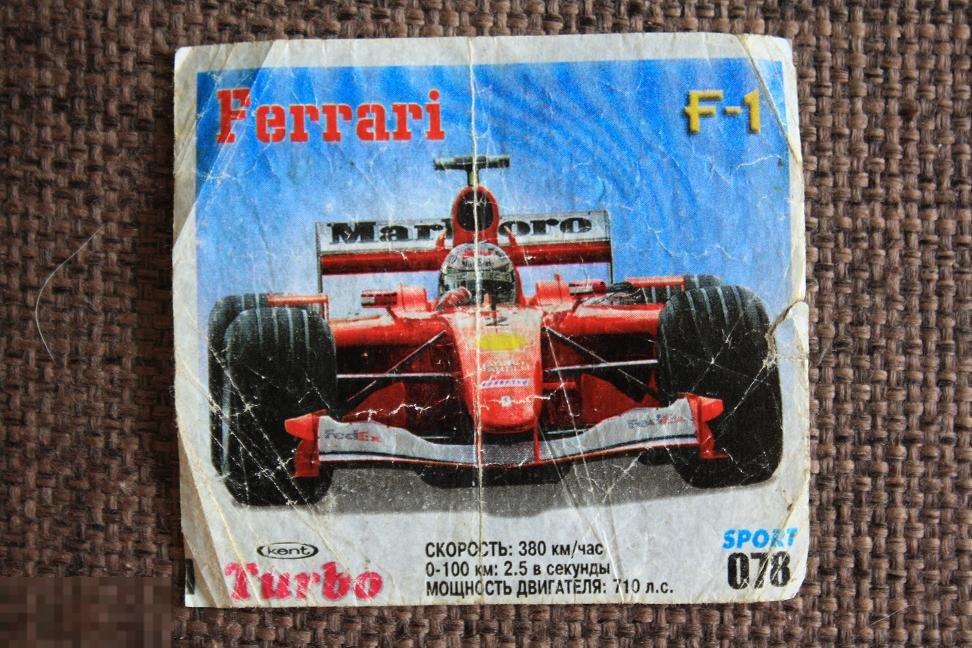 Ferrari
F-1
Marlboro
FedEx
FedEx
kent
Turbo
СКОРОСТЬ: 380 км/час
0-100 км: 2.5 в секунды
МОЩНОСТЬ ДВИГАТЕЛЯ: 710 л.с.
SPORT
078